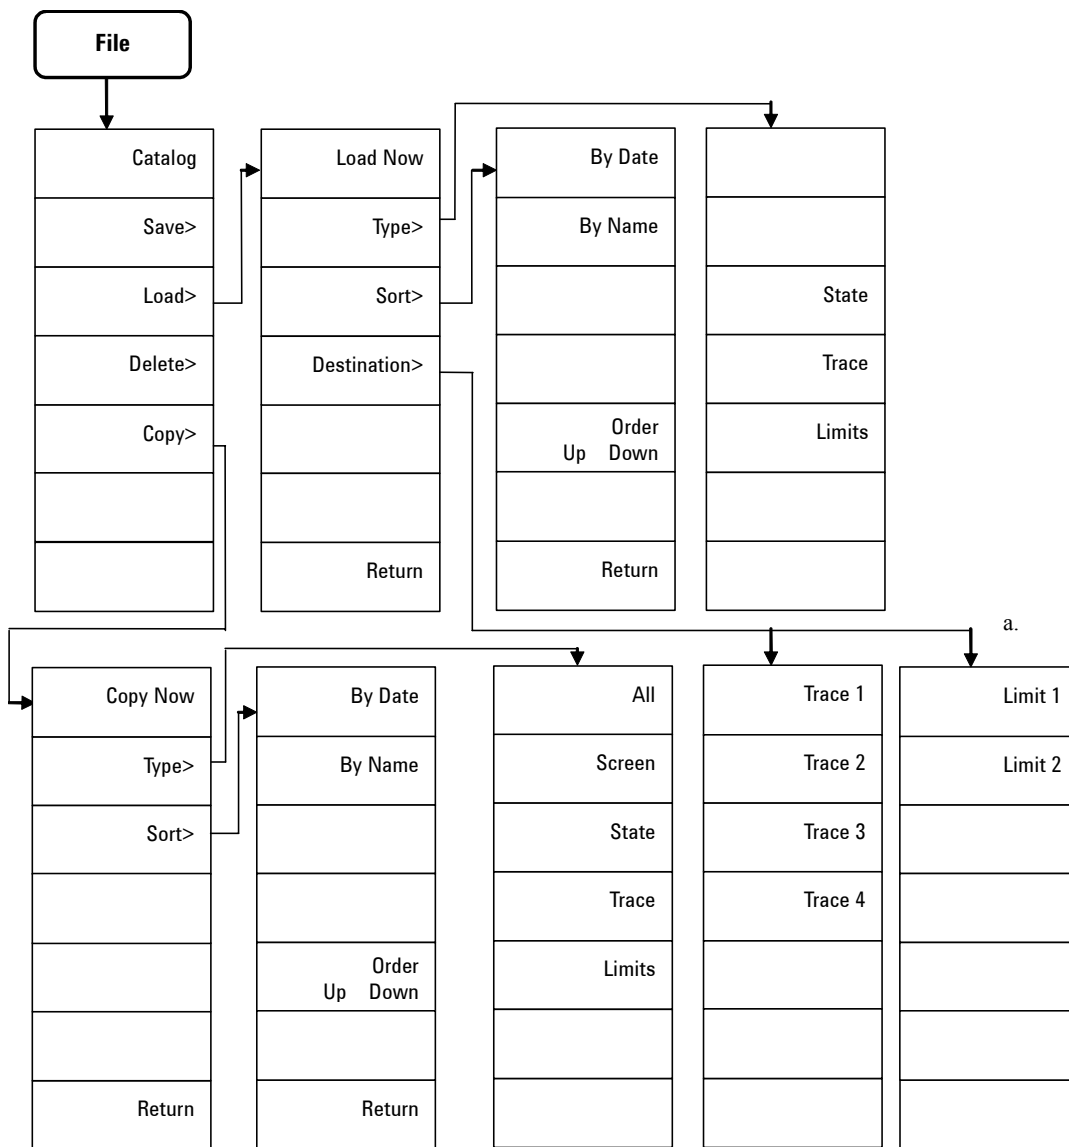 File
Catalog
Save>
Load>
Delete>
Copy>
Load Now
Type>
Sort>
Destination>
Return
By Date
By Name
Order
Up Down
Return
State
Trace
Limits
a.
Copy Now
Type>
Sort>
Return
By Date
By Name
Order
Up Down
Return
All
Screen
State
Trace
Limits
Trace 1
Trace 2
Trace 3
Trace 4
Limit 1
Limit 2